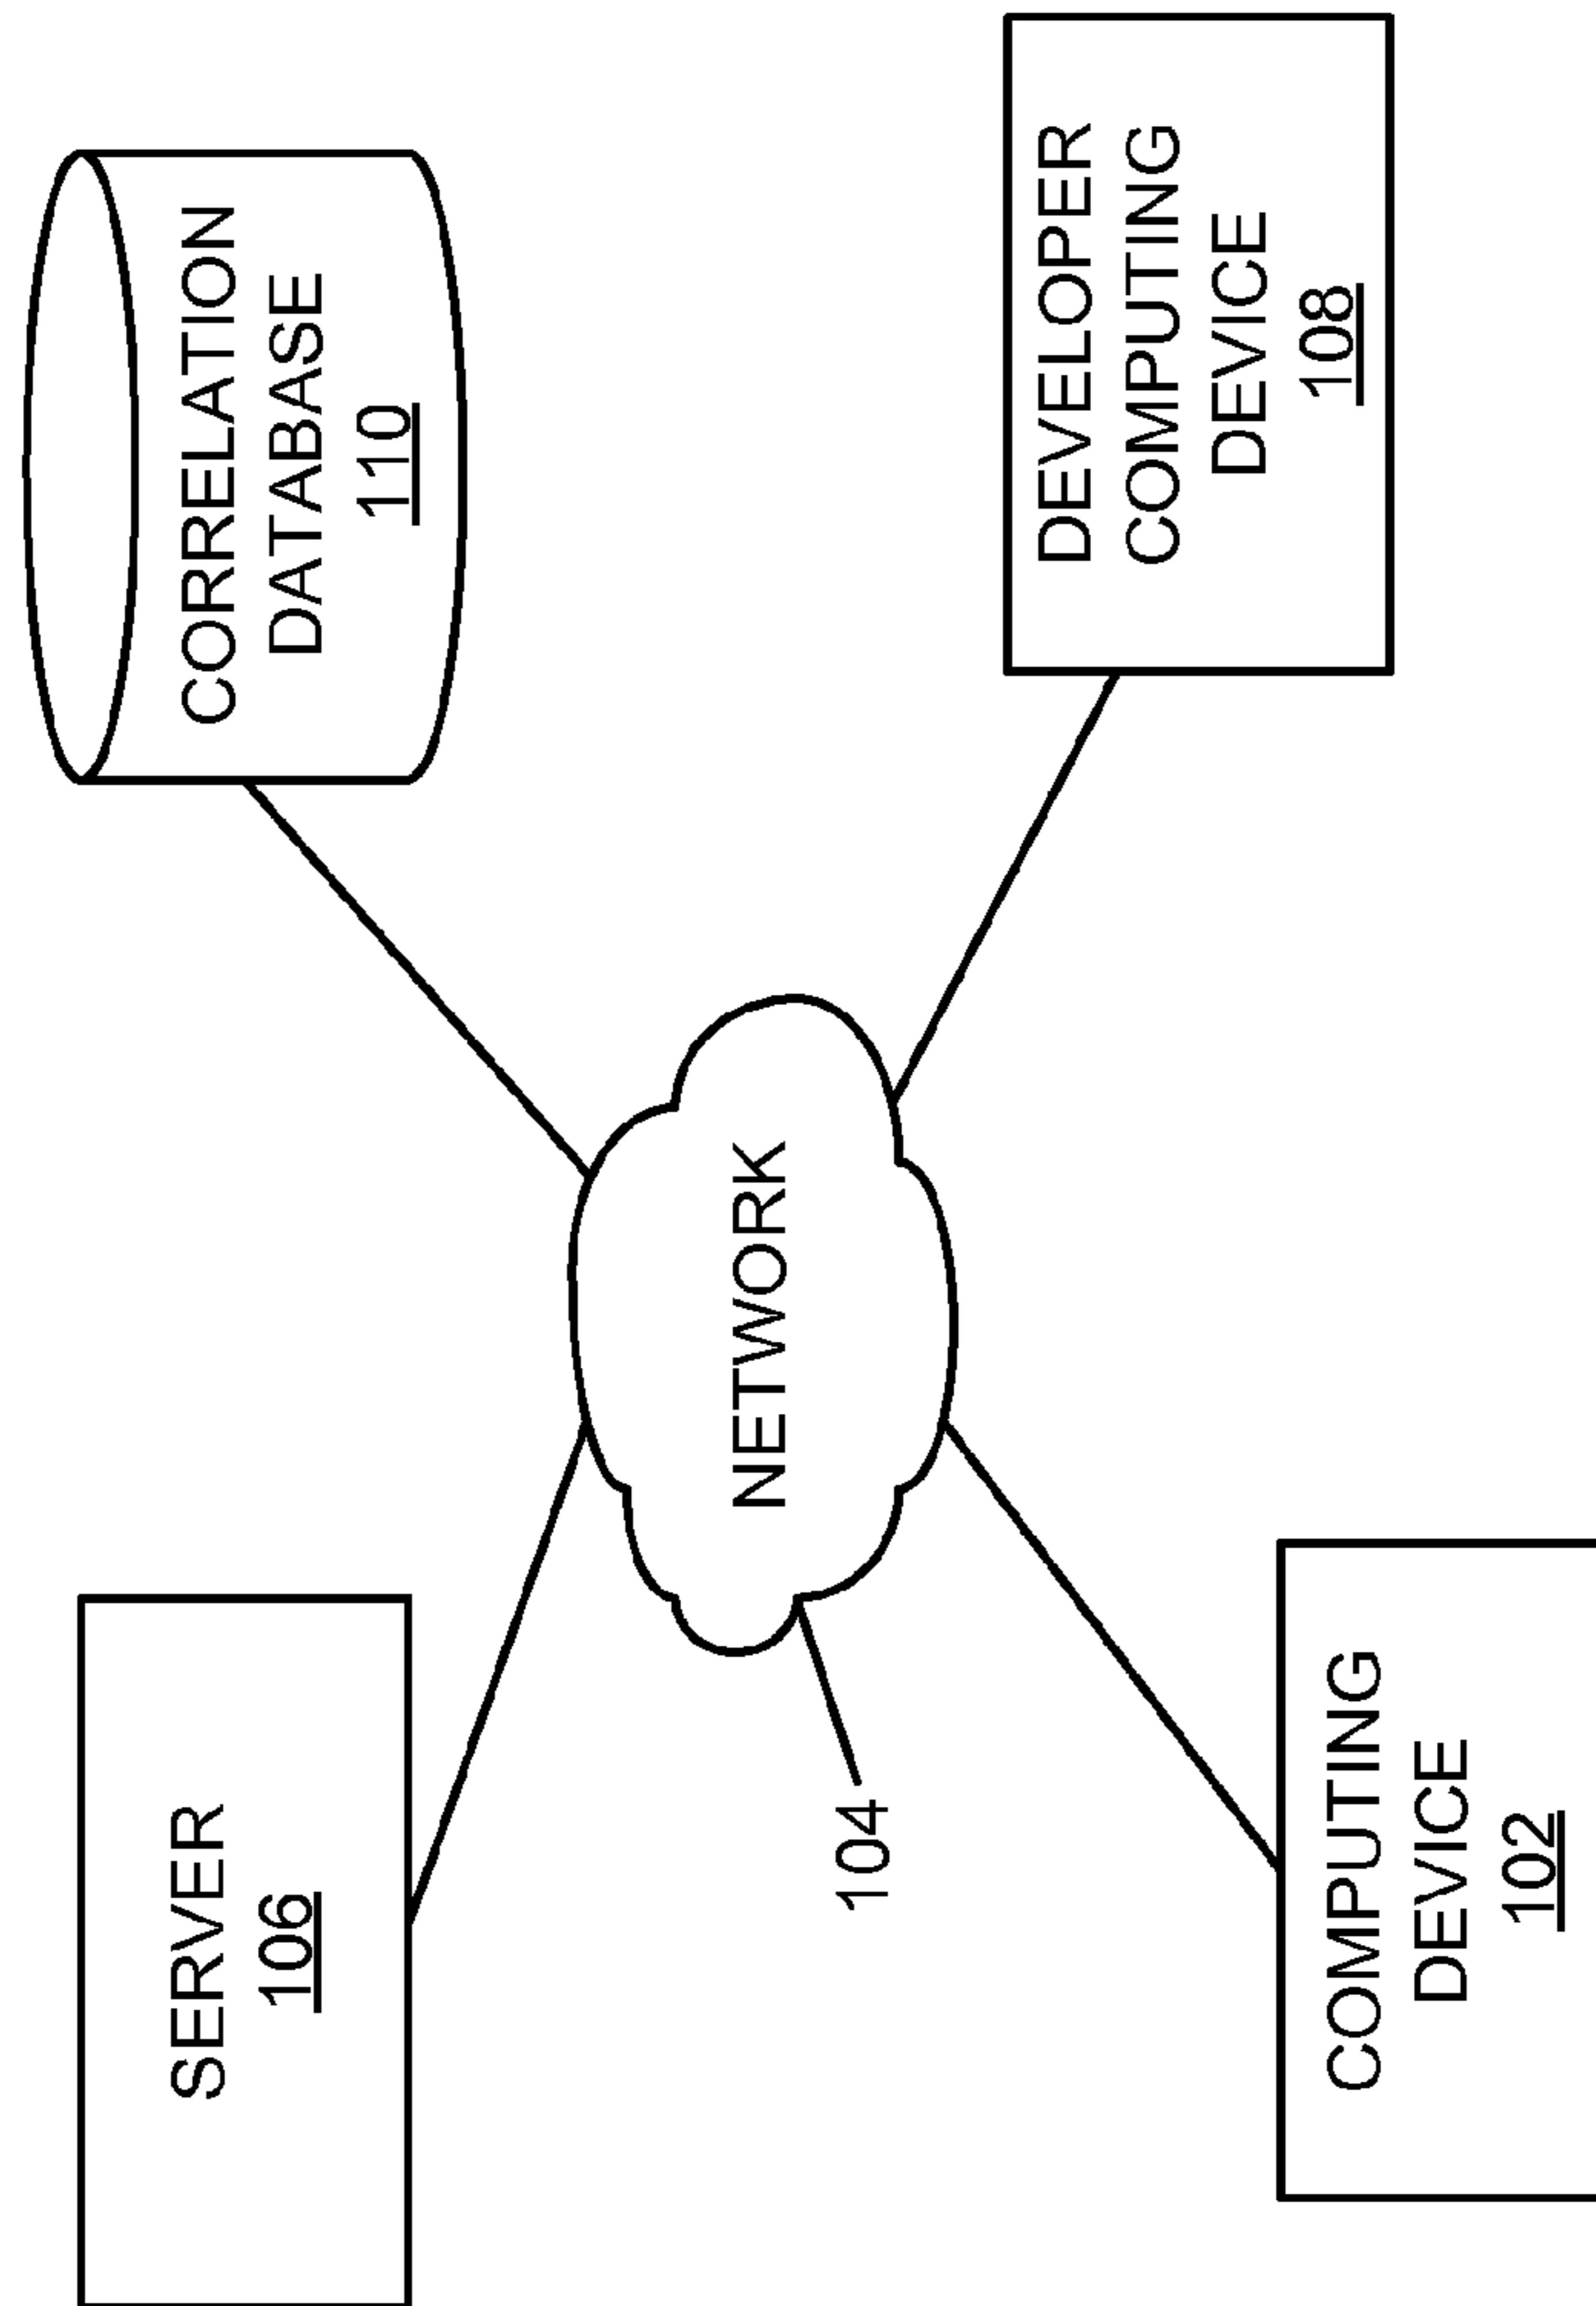 SERVER
106
CORRELATION
DATABASE
110
NETWORK
104
DEVELOPER
COMPUTING
DEVICE
108
COMPUTING
DEVICE
102